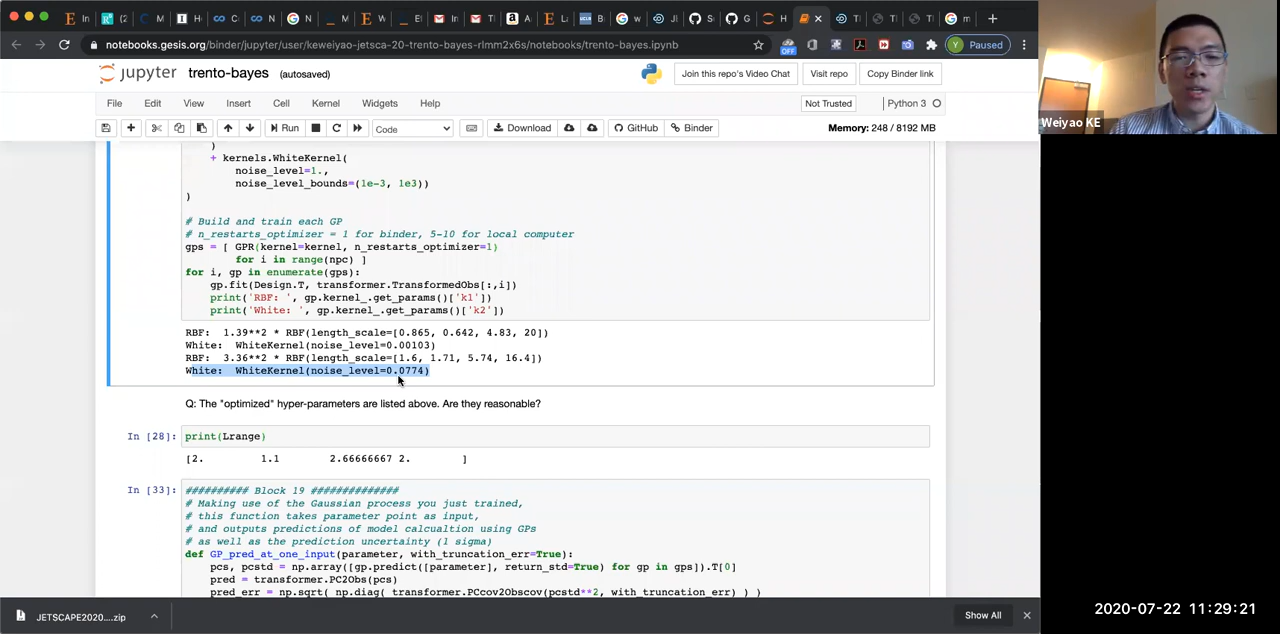 Paused
notebooks.gesis.org/binder/jupyter/user/keweiyao-jetsca-20-trento-bayes-rlmm2x6s/notebooks/trento-bayes.ipynb
OFF
jupyter trento-bayes (autosaved)
Join this repo's Video Chat
Visit repo
Copy Binder link
File Edit View Insert Cell Kernel Widgets Help
Not Trusted
Python 3
Run
Code
Download
GitHub
Binder
Memory: 248 / 8192 MB
)
+ kernels.WhiteKernel(
noise_level=1.,
noise_level_bounds=(1e-3, 1e3))
)
# Build and train each GP
# n_restarts_optimizer = 1 for binder, 5-10 for local computer
gps = [ GPR(kernel=kernel, n_restarts_optimizer=1)
for i in range(npc) ]
for i, gp in enumerate(gps):
gp.fit(Design.T, transformer.TransformedObs[:,i])
print('RBF: ', gp.kernel_.get_params()['k1'])
print('White: ', gp.kernel_.get_params()['k2'])
RBF:  1.39**2 * RBF(length_scale=[0.865, 0.642, 4.83, 20])
White:  WhiteKernel(noise_level=0.00103)
RBF:  3.36**2 * RBF(length_scale=[1.6, 1.71, 5.74, 16.4])
White:  WhiteKernel(noise_level=0.0774)
Q: The "optimized" hyper-parameters are listed above. Are they reasonable?
In [28]: print(Lrange)
[2. 1.1 2.66666667 2. ]
In [33]: ########## Block 19 ##############
# Making use of the Gaussian process you just trained,
# this function takes parameter point as input,
# and outputs predictions of model calcualtion using GPs
# as well as the prediction uncertainty (1 sigma)
def GP_pred_at_one_input(parameter, with_truncation_err=True):
pcs, pcstd = np.array([gp.predict([parameter], return_std=True) for gp in gps]).T[0]
pred = transformer.PC2Obs(pcs)
pred_err = np.sqrt( np.diag( transformer.PCcov2Obscov(pcstd**2, with_truncation_err) ) )
JETSCAPE2020....zip
Show All
Weiyao KE
2020-07-22 11:29:21